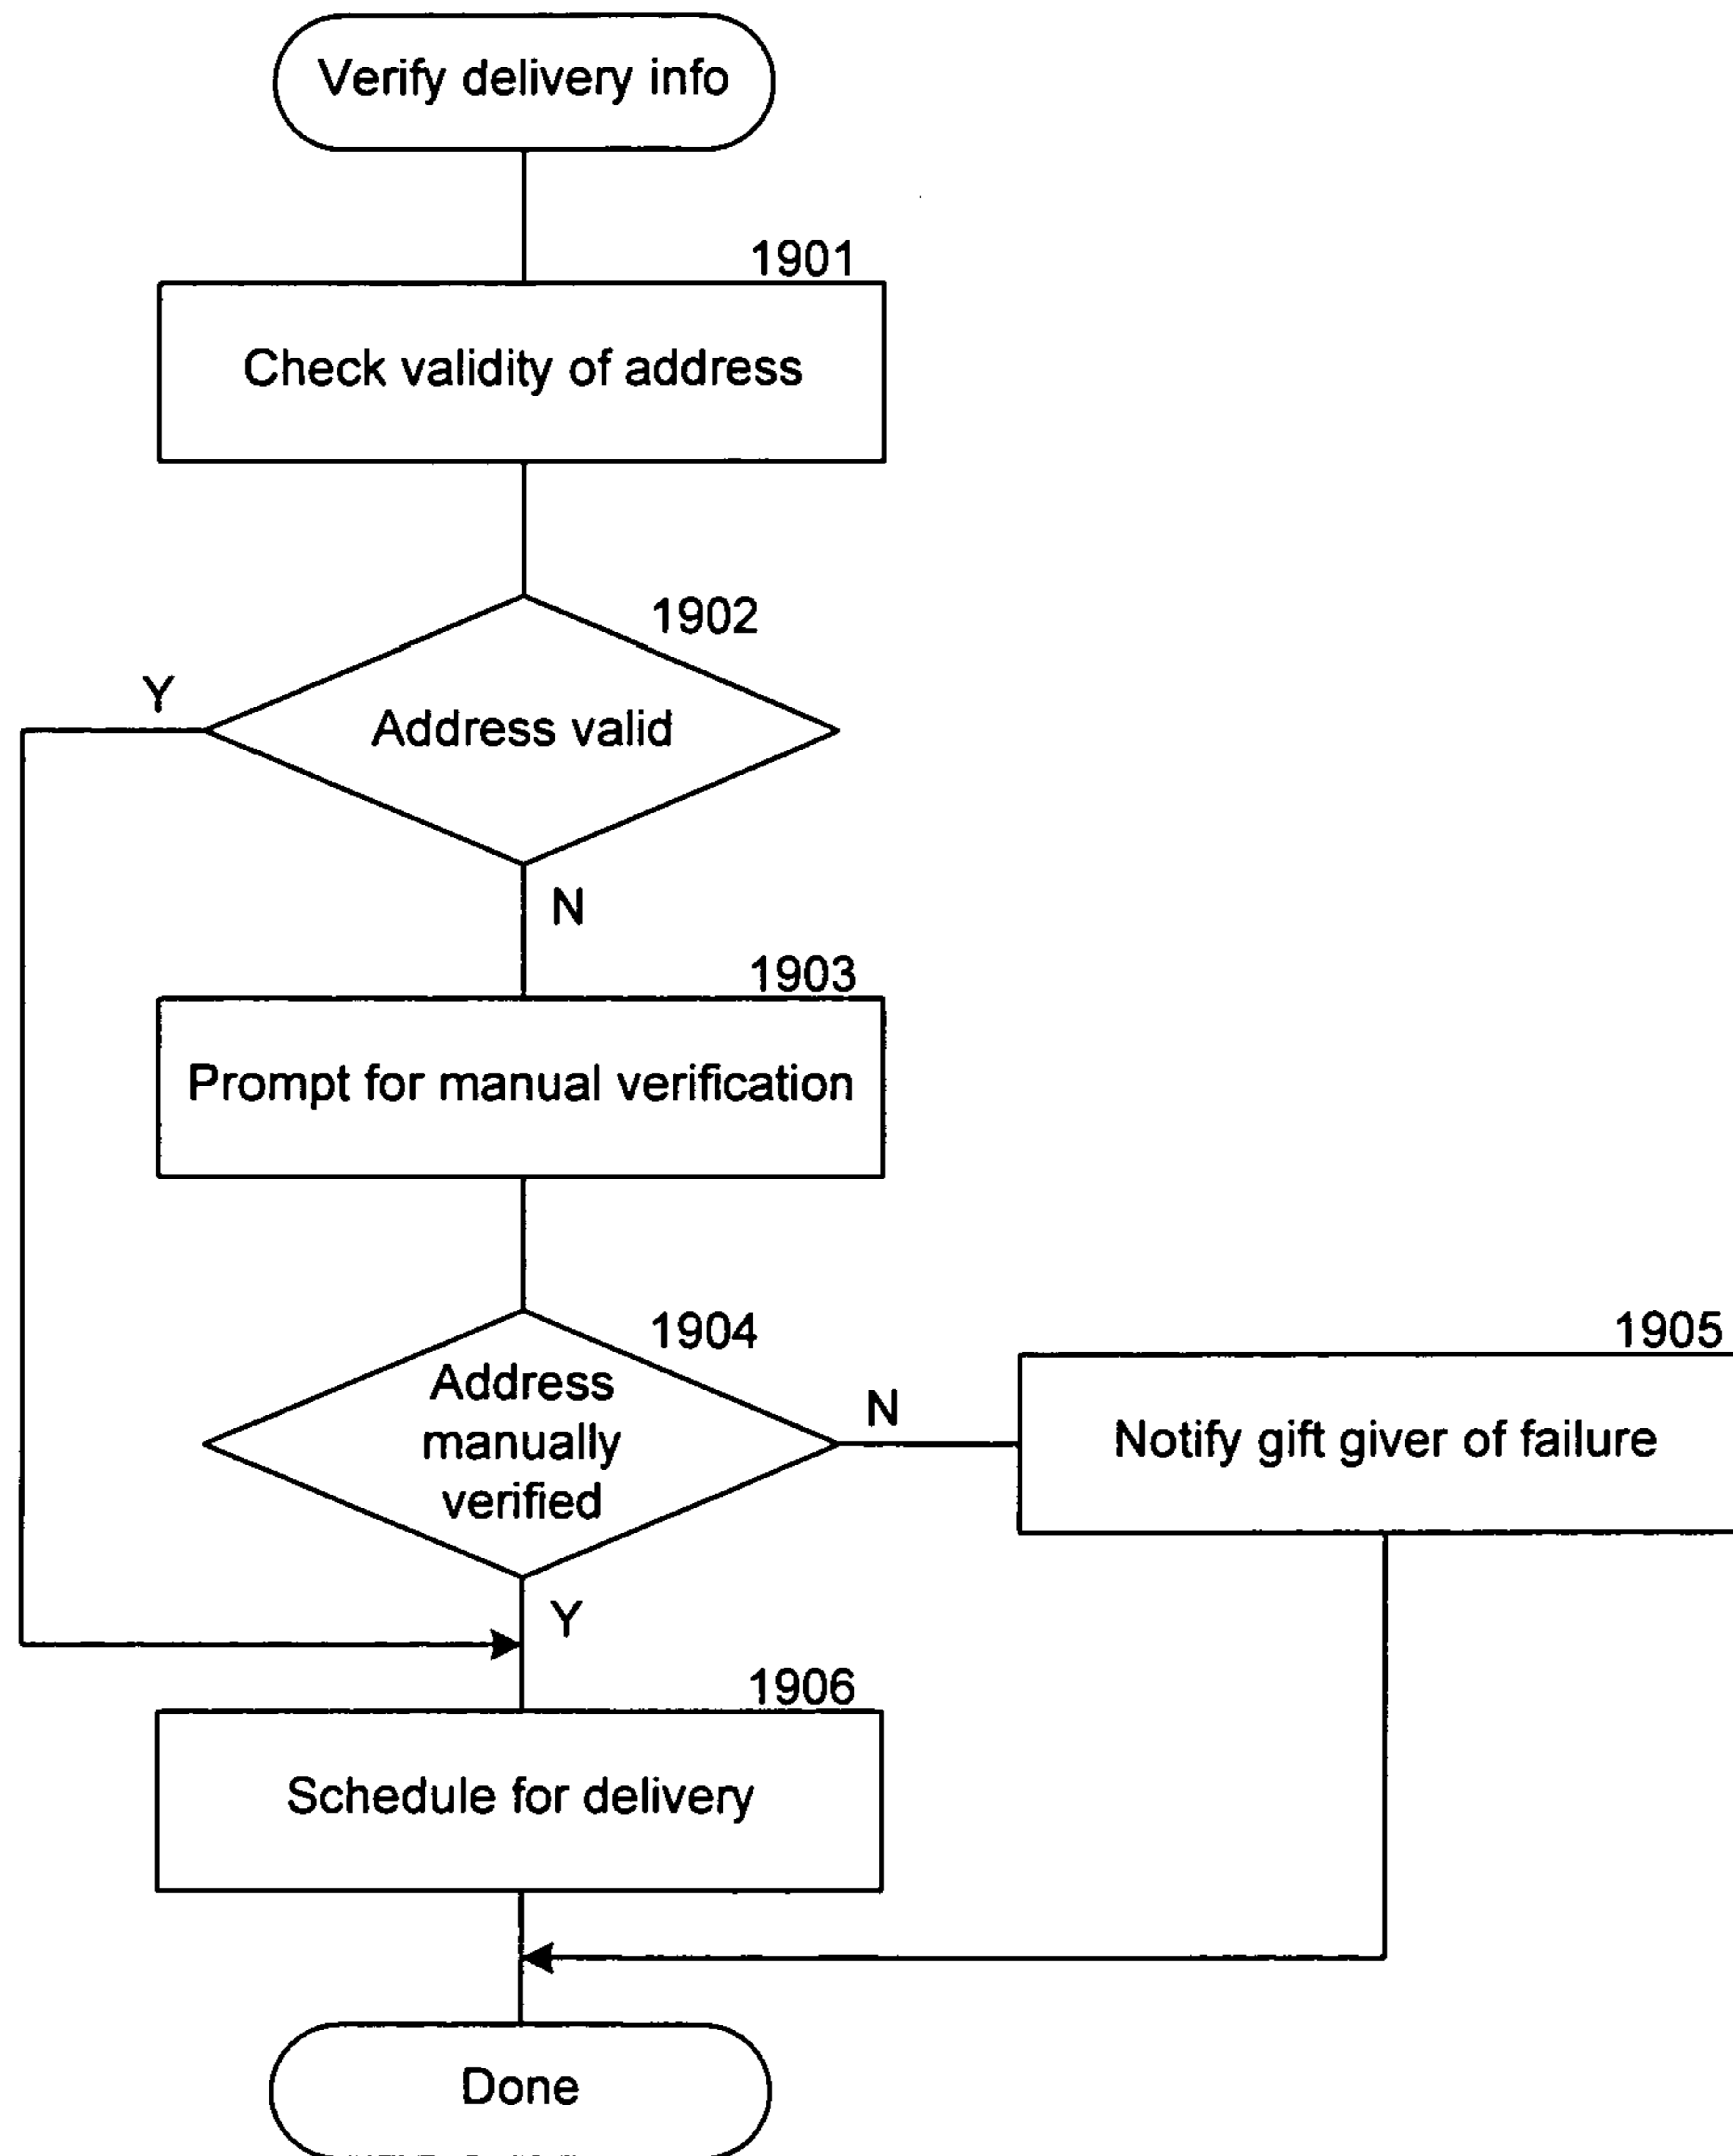 Verify delivery info
1901
Check validity of address
1902
Y
Address valid
N
1903
Prompt for manual verification
1904
Address
manually
verified
N
1905
Notify gift giver of failure
Y
1906
Schedule for delivery
Done